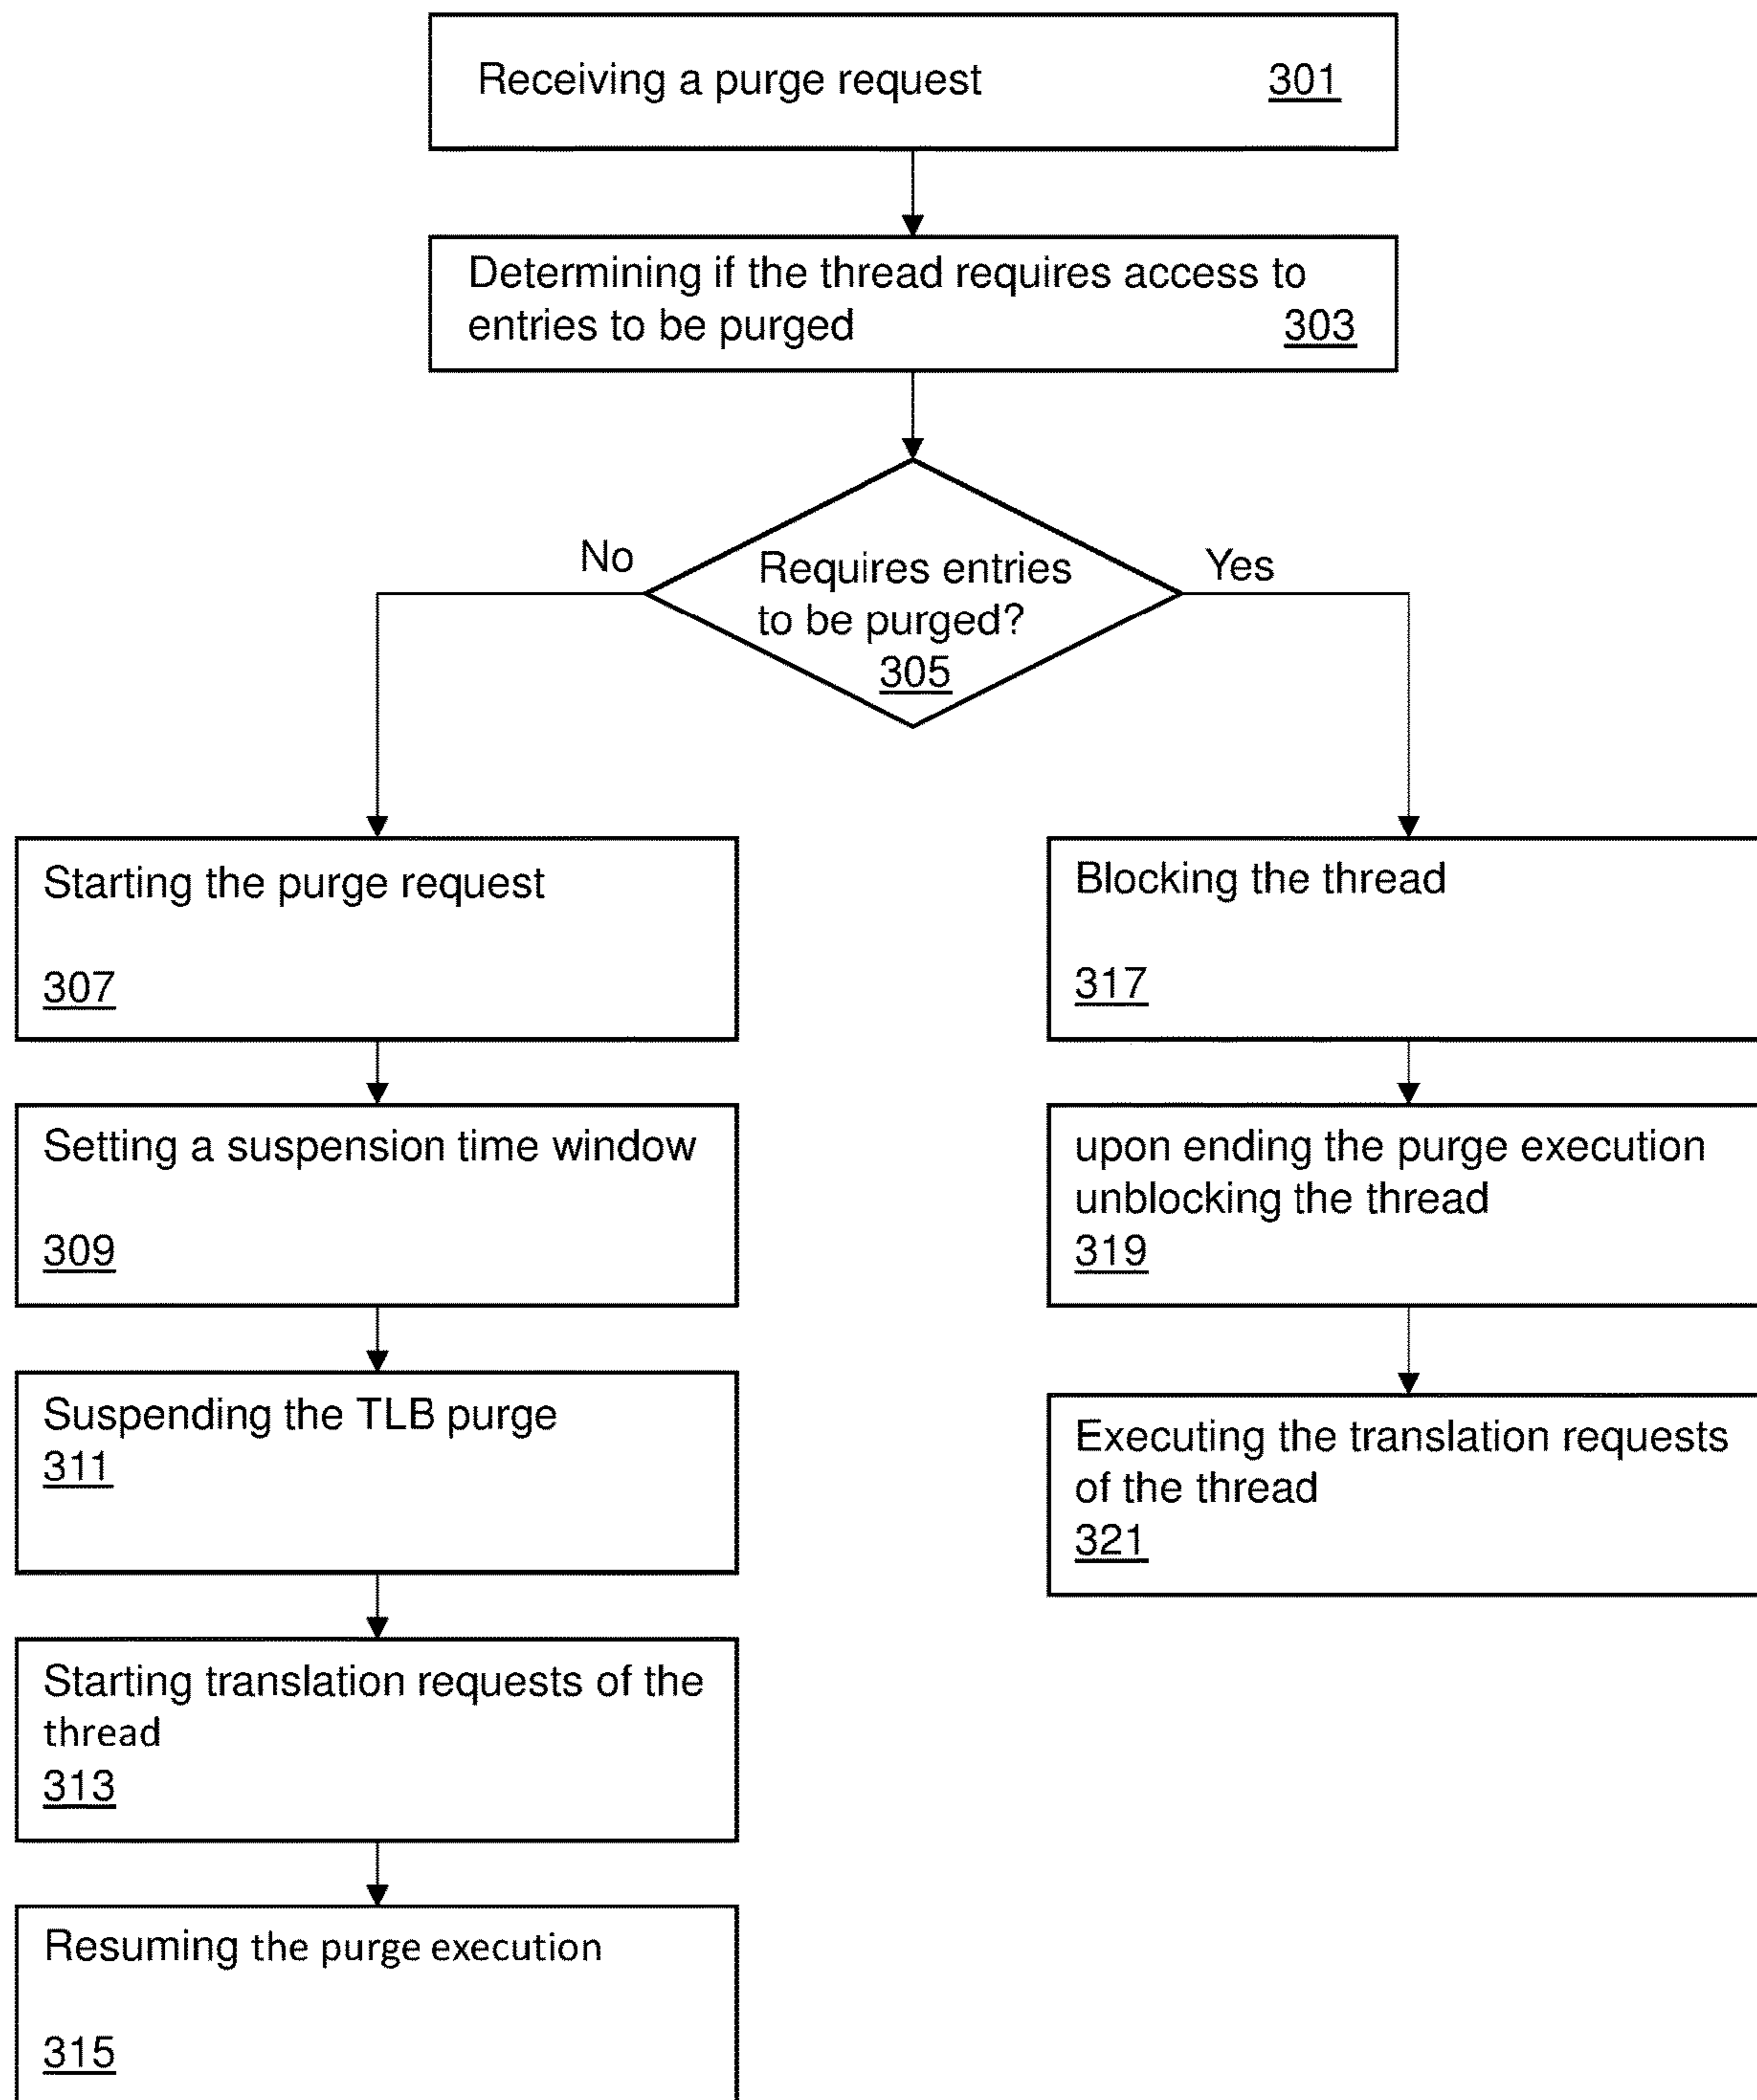 Receiving a purge request 301
Determining if the thread requires access to
entries to be purged 303
No
Requires entries
to be purged?
305
Yes
Starting the purge request
307
Setting a suspension time window
309
Suspending the TLB purge
311
Starting translation requests of the
thread
313
Resuming the purge execution
315
Blocking the thread
317
upon ending the purge execution
unblocking the thread
319
Executing the translation requests
of the thread
321